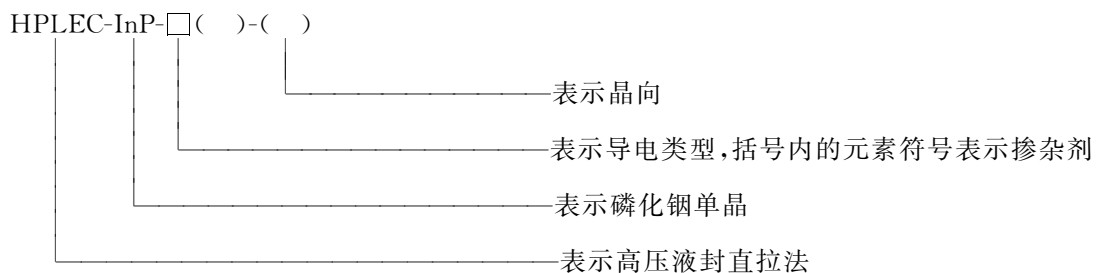 HPLEC-InP-□( )-( )
表示晶向
表示导电类型,括号内的元素符号表示掺杂剂
表示磷化铟单晶
表示高压液封直拉法